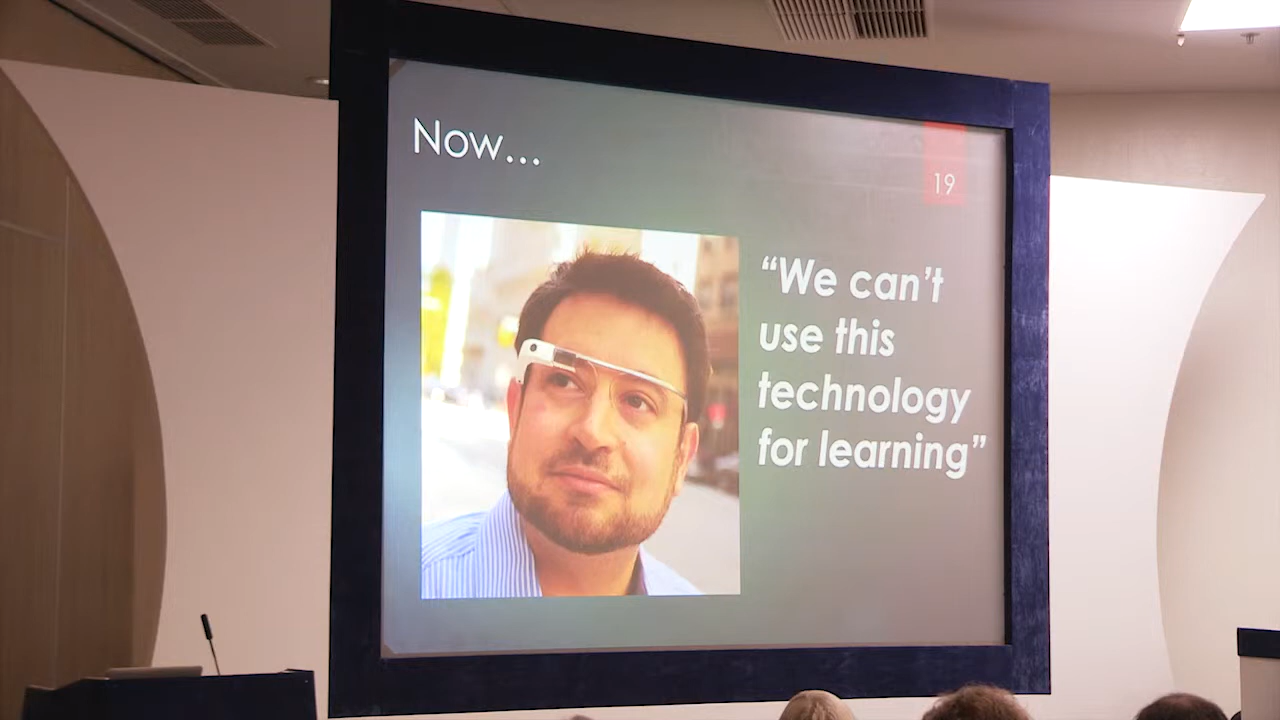 Now...
19
“We can’t
use this
technology
for learning”